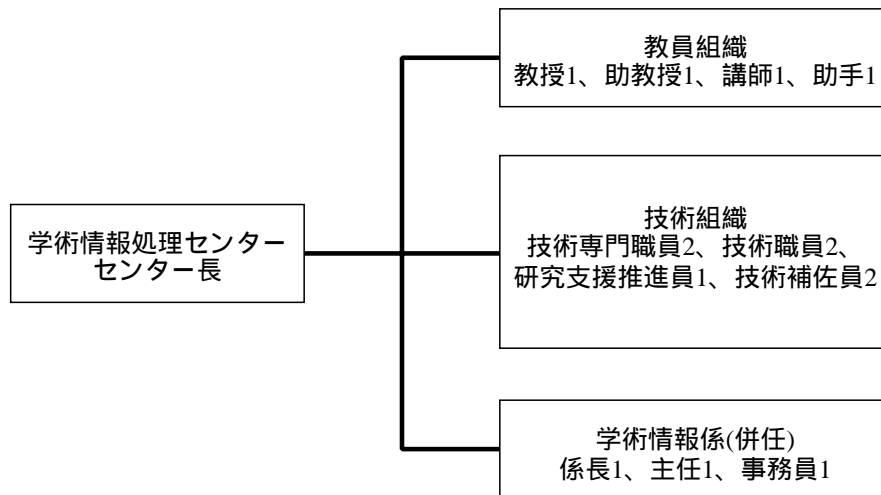 教員組織
教授1、助教授1、講師1、助手1
学術情報処理センター
センター長
技術組織
技術専門職員2、技術職員2、
研究支援推進員1、技術補佐員2
学術情報係(併任)
係長1、主任1、事務員1